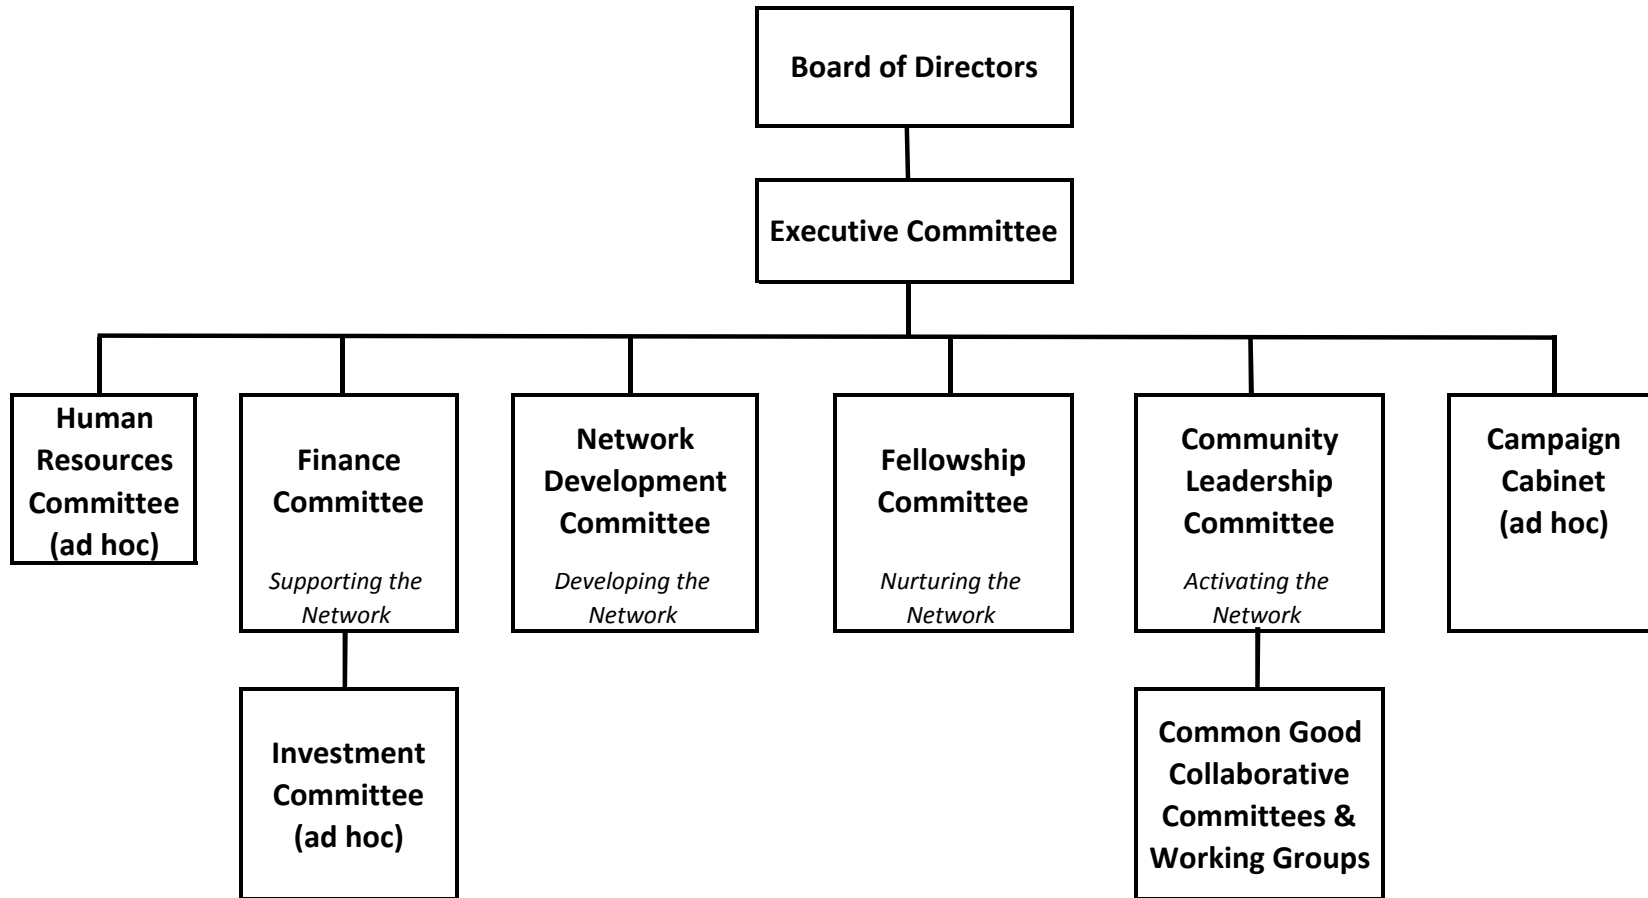 Board of Directors
Executive Committee
Human
Resources
Committee
(ad hoc)
Finance
Committee
Supporting the
Network
Network
Development
Committee
Developing the
Network
Fellowship
Committee
Nurturing the
Network
Community
Leadership
Committee
Activating the
Network
Campaign
Cabinet
(ad hoc)
Investment
Committee
(ad hoc)
Common Good
Collaborative
Committees &
Working Groups